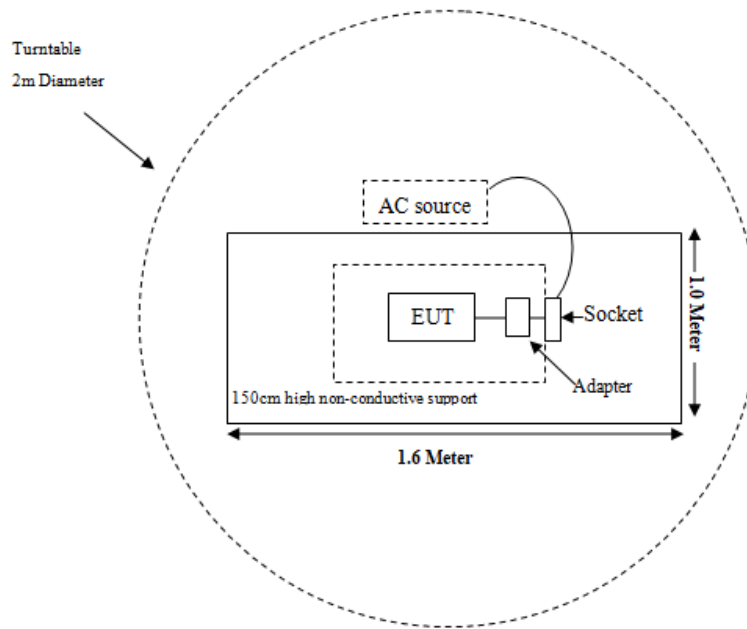 Turntable
2m Diameter
AC source
EUT
Socket
Adapter
150cm high non-conductive support
1.0 Meter
1.6 Meter